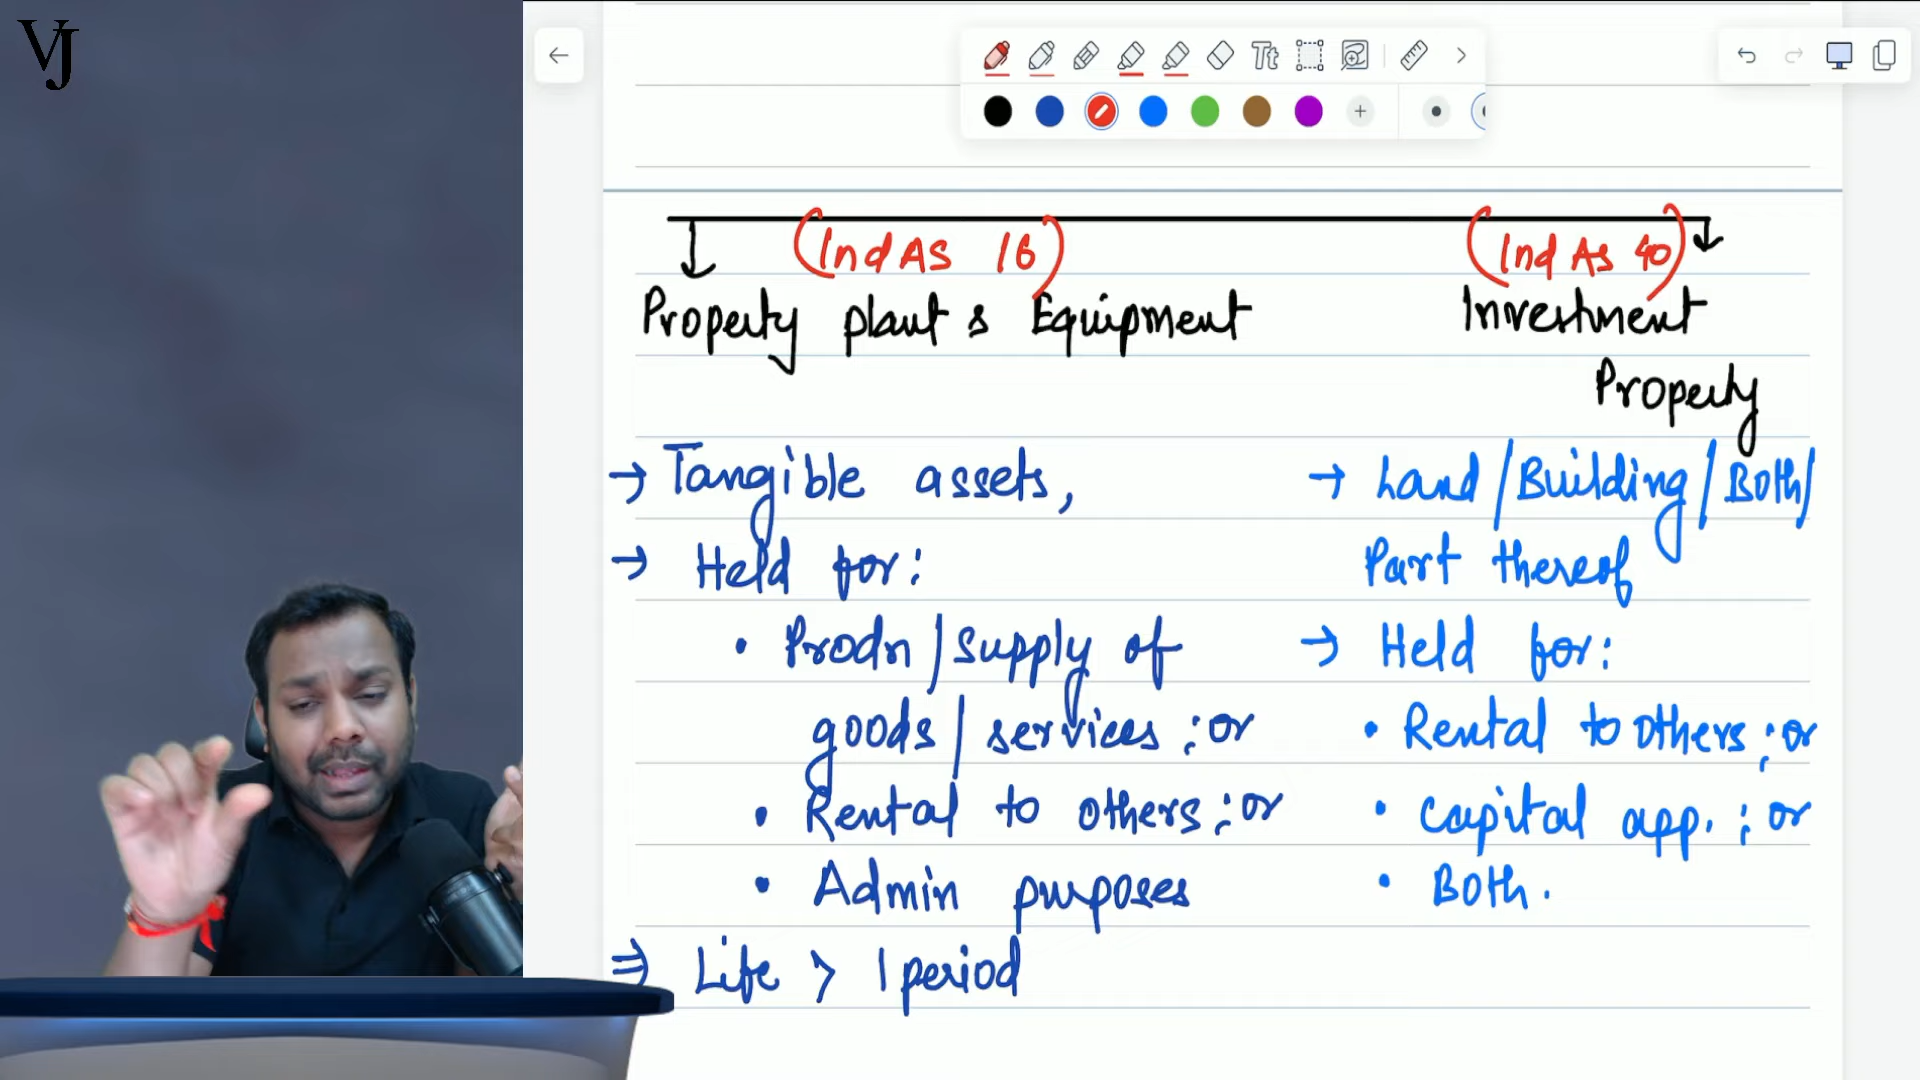 VJ
Tt
(Ind AS 16)
(Ind As 40)
Property plant & Equipment
Investment
Property
→ Tangible assets,
→ Held for:
• Prodn/supply of
goods/services; or
• Rental to others; or
• Admin purposes
⇒ Life > 1 period
→ Land/Building/Both/
Part thereof
→ Held for:
• Rental to others; or
• Capital app.; or
• Both.